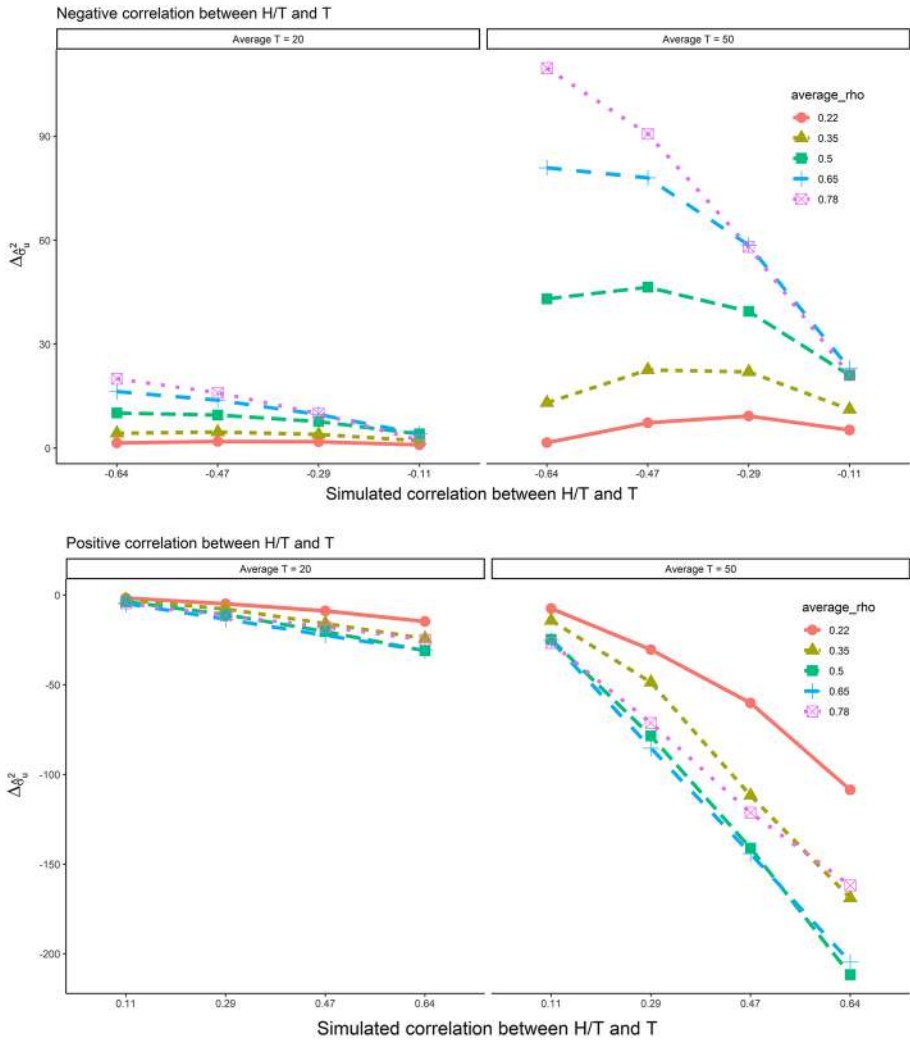 Negative correlation between H/T and T
Average T = 20
Average T = 50
average_rho
0.22
0.35
0.5
0.65
0.78
90
60
30
0
Δσ̂²ᵤ
-0.64 -0.47 -0.29 -0.11
-0.64 -0.47 -0.29 -0.11
Simulated correlation between H/T and T
Positive correlation between H/T and T
Average T = 20
Average T = 50
average_rho
0.22
0.35
0.5
0.65
0.78
0
-50
-100
-150
-200
Δσ̂²ᵤ
0.11 0.29 0.47 0.64
0.11 0.29 0.47 0.64
Simulated correlation between H/T and T